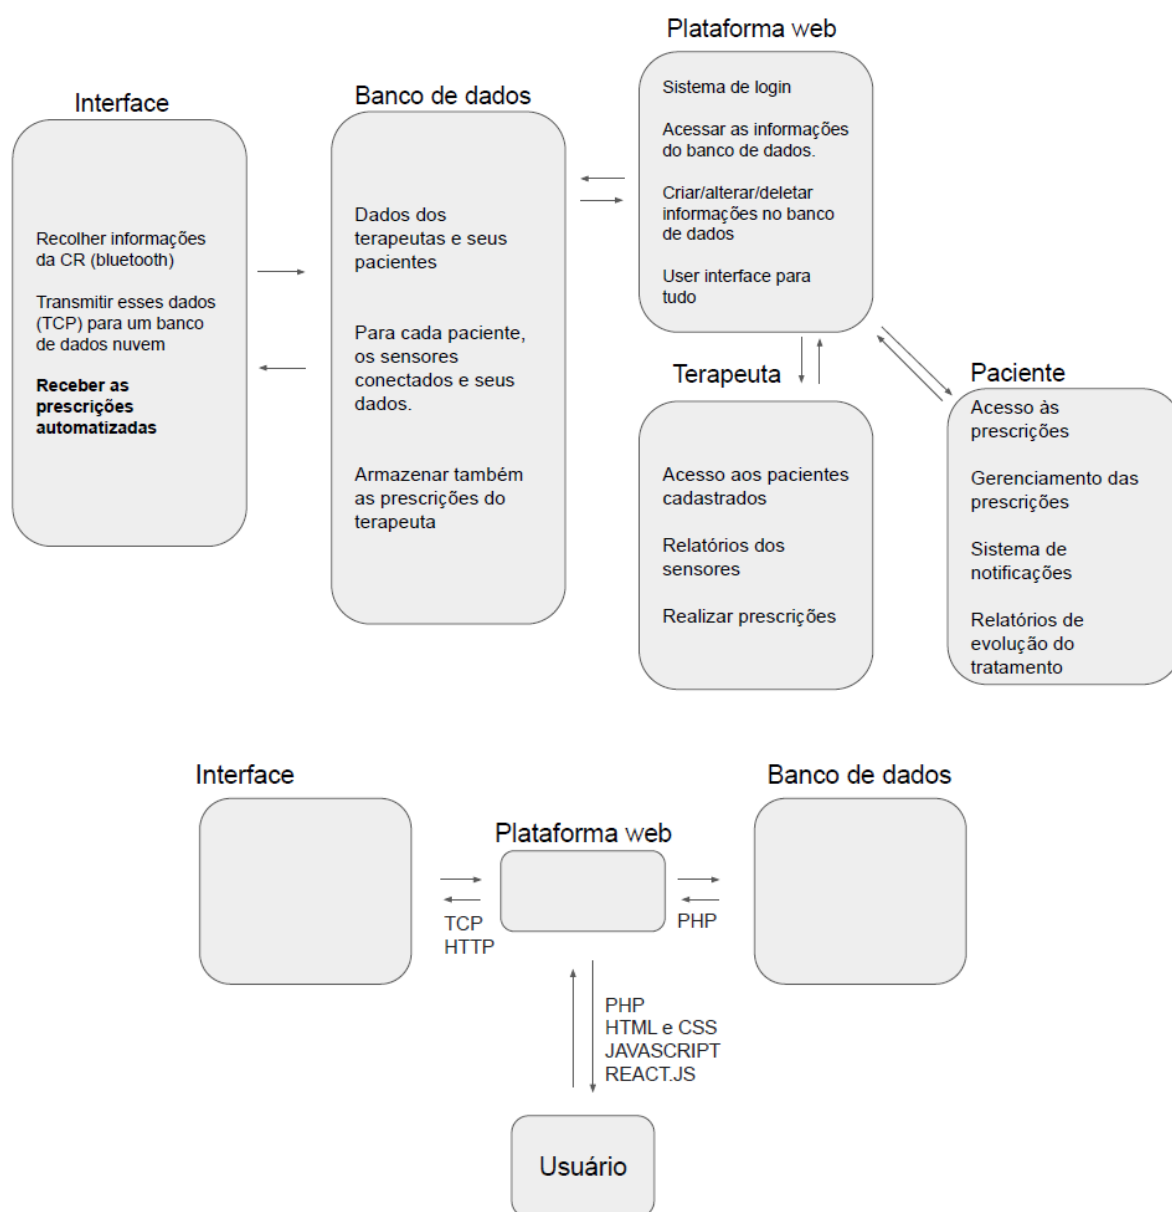 Plataforma web
Sistema de login
Acessar as informações
do banco de dados.
Criar/alterar/deletar
informações no banco
de dados
User interface para
tudo
Interface
Recolher informações
da CR (bluetooth)
Transmitir esses dados
(TCP) para um banco
de dados nuvem
Receber as
prescrições
automatizadas
Banco de dados
Dados dos
terapeutas e seus
pacientes
Para cada paciente,
os sensores
conectados e seus
dados.
Armazenar também
as prescrições do
terapeuta
Terapeuta
Acesso aos pacientes
cadastrados
Relatórios dos
sensores
Realizar prescrições
Paciente
Acesso às
prescrições
Gerenciamento das
prescrições
Sistema de
notificações
Relatórios de
evolução do
tratamento
Interface
Plataforma web
Banco de dados
TCP
HTTP
PHP
PHP
HTML e CSS
JAVASCRIPT
REACT.JS
Usuário